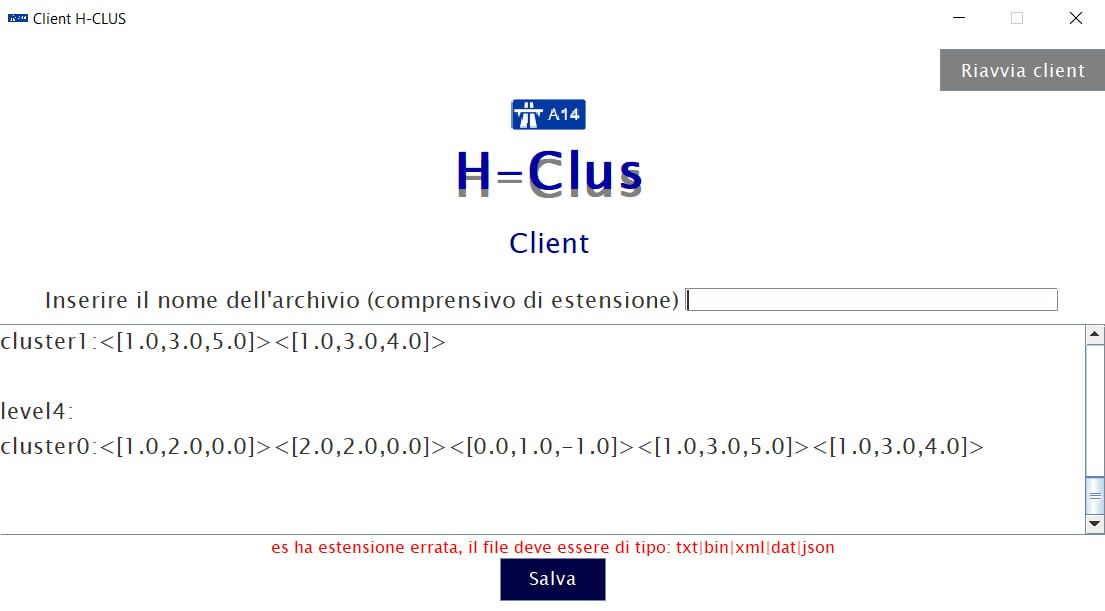 Client H-CLUS
Riavvia client
A14
H-Clus
Client
Inserire il nome dell'archivio (comprensivo di estensione)
cluster1:<[1.0,3.0,5.0]><[1.0,3.0,4.0]>
level4:
cluster0:<[1.0,2.0,0.0]><[2.0,2.0,0.0]><[0.0,1.0,-1.0]><[1.0,3.0,5.0]><[1.0,3.0,4.0]>
es ha estensione errata, il file deve essere di tipo: txt|bin|xml|dat|json
Salva